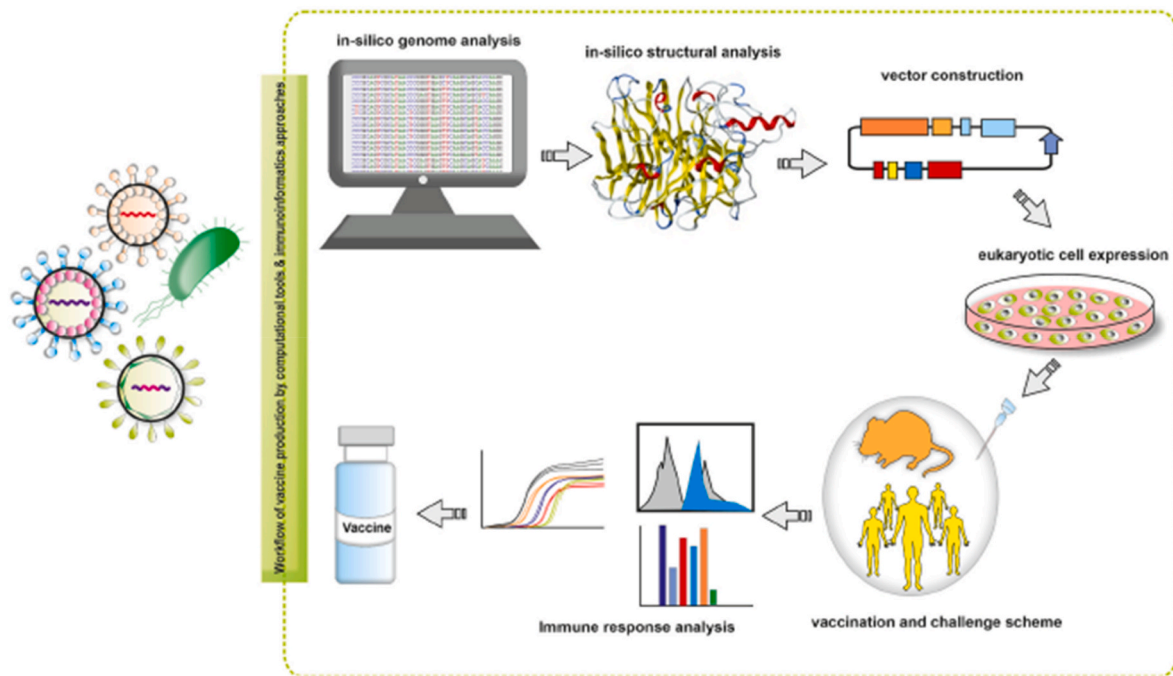 in-silico genome analysis
in-silico structural analysis
vector construction
eukaryotic cell expression
Workflow of vaccine production by computational tools & immunoinformatics approaches
Vaccine
Immune response analysis
vaccination and challenge scheme